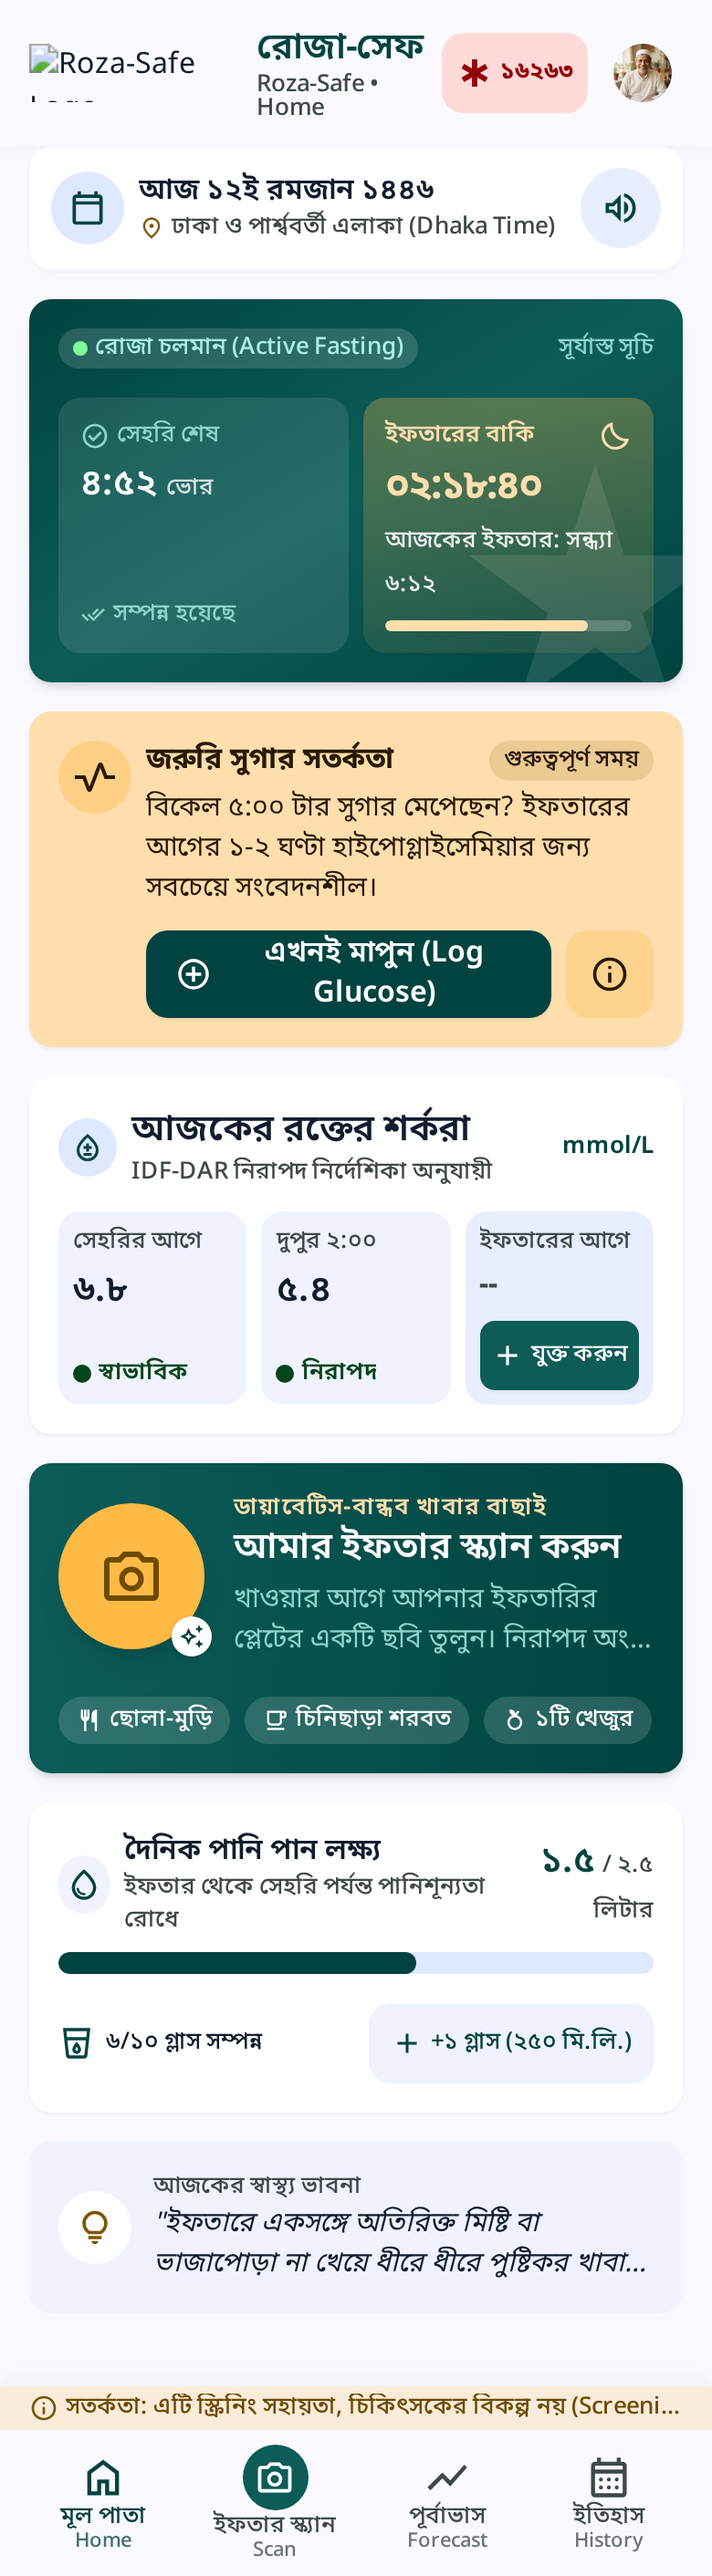 Roza-Safe
রোজা-সেফ
Roza-Safe •
Home
১৬২৬৩
আজ ১২ই রমজান ১৪৪৬
ঢাকা ও পার্শ্ববর্তী এলাকা (Dhaka Time)
রোজা চলমান (Active Fasting)
সূর্যাস্ত সূচি
সেহরি শেষ
৪:৫২ ভোর
সম্পন্ন হয়েছে
ইফতারের বাকি
০২:১৮:৪০
আজকের ইফতার: সন্ধ্যা
৬:১২
জরুরি সুগার সতর্কতা
গুরুত্বপূর্ণ সময়
বিকেল ৫:০০ টার সুগার মেপেছেন? ইফতারের
আগের ১-২ ঘণ্টা হাইপোগ্লাইসেমিয়ার জন্য
সবচেয়ে সংবেদনশীল।
এখনই মাপুন (Log
Glucose)
আজকের রক্তের শর্করা
IDF-DAR নিরাপদ নির্দেশিকা অনুযায়ী
mmol/L
সেহরির আগে
৬.৮
স্বাভাবিক
দুপুর ২:০০
৫.৪
নিরাপদ
ইফতারের আগে
--
যুক্ত করুন
ডায়াবেটিস-বান্ধব খাবার বাছাই
আমার ইফতার স্ক্যান করুন
খাওয়ার আগে আপনার ইফতারির
প্লেটের একটি ছবি তুলুন। নিরাপদ অং...
ছোলা-মুড়ি
চিনিছাড়া শরবত
১টি খেজুর
দৈনিক পানি পান লক্ষ্য
ইফতার থেকে সেহরি পর্যন্ত পানিশূন্যতা
রোধে
১.৫ / ২.৫
লিটার
৬/১০ গ্লাস সম্পন্ন
+১ গ্লাস (২৫০ মি.লি.)
আজকের স্বাস্থ্য ভাবনা
"ইফতারে একসঙ্গে অতিরিক্ত মিষ্টি বা
ভাজাপোড়া না খেয়ে ধীরে ধীরে পুষ্টিকর খাবা...
সতর্কতা: এটি স্ক্রিনিং সহায়তা, চিকিৎসকের বিকল্প নয় (Screeni...
মূল পাতা
Home
ইফতার স্ক্যান
Scan
পূর্বাভাস
Forecast
ইতিহাস
History